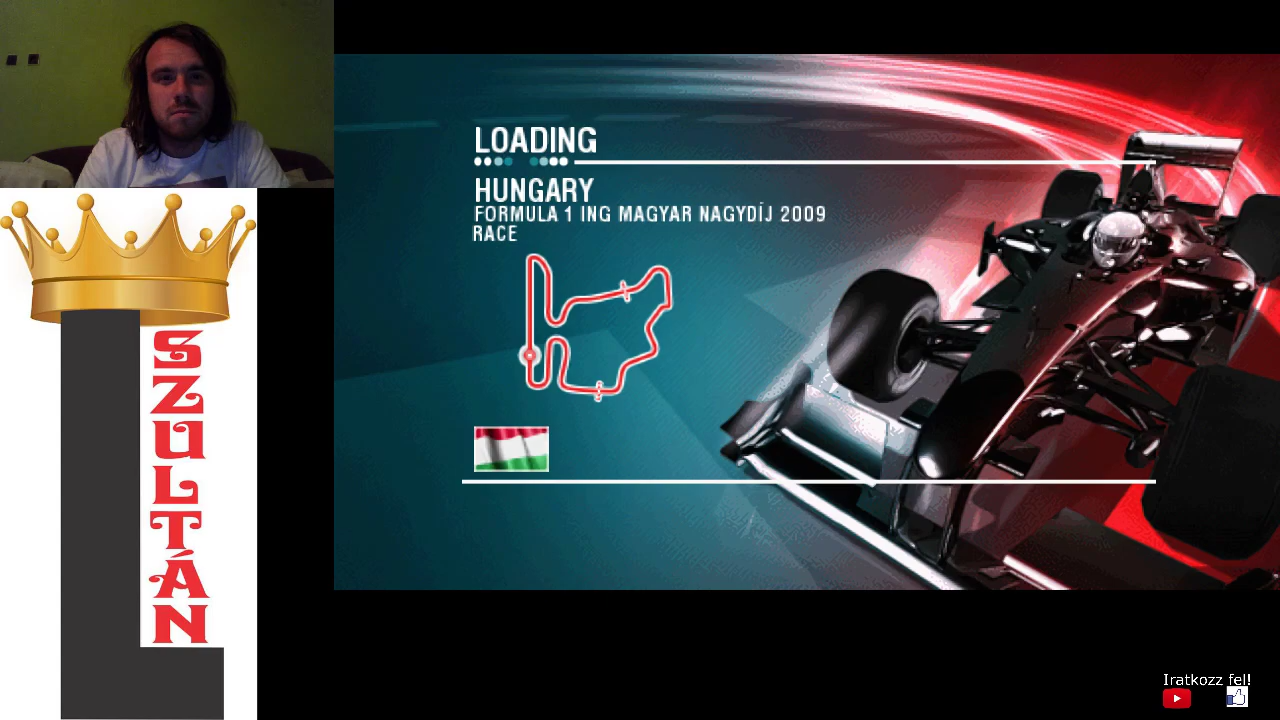 LOADING
HUNGARY
FORMULA 1 ING MAGYAR NAGYDÍJ 2009
RACE
L
SZULTÁN
Iratkozz fel!